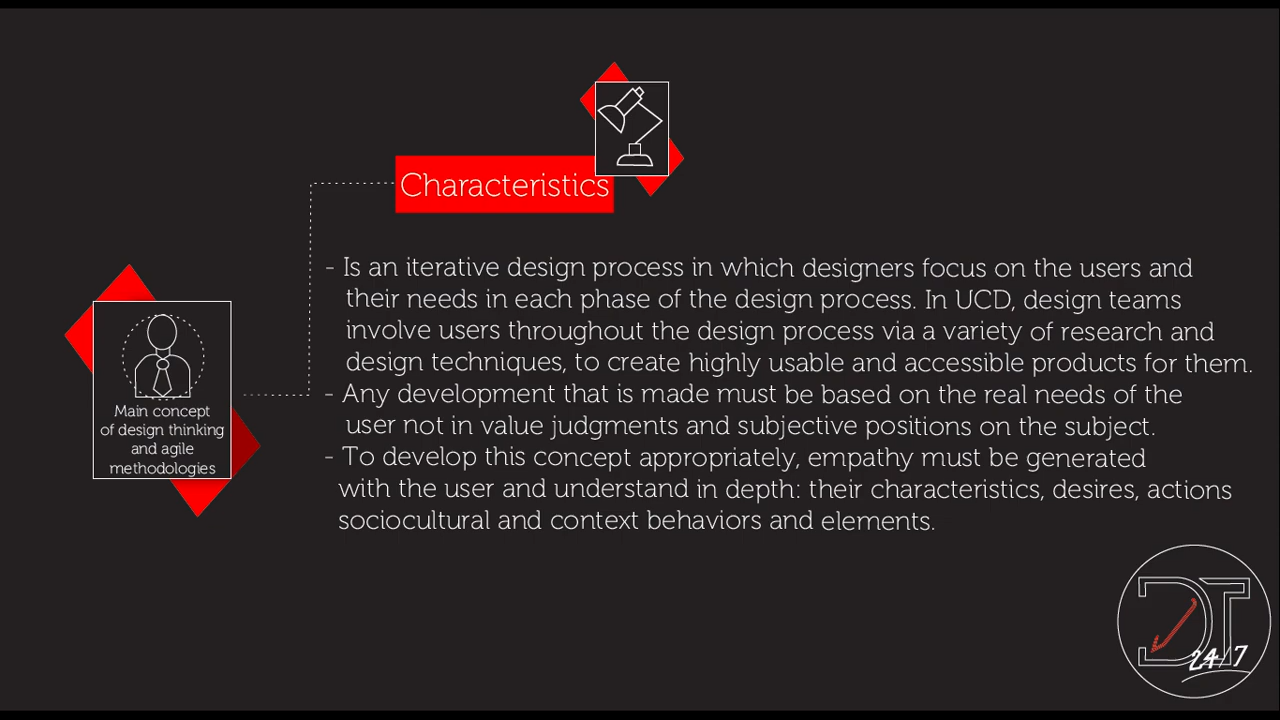 Characteristics
- Is an iterative design process in which designers focus on the users and
their needs in each phase of the design process. In UCD, design teams
involve users throughout the design process via a variety of research and
design techniques, to create highly usable and accessible products for them.
- Any development that is made must be based on the real needs of the
user not in value judgments and subjective positions on the subject.
- To develop this concept appropriately, empathy must be generated
with the user and understand in depth: their characteristics, desires, actions
sociocultural and context behaviors and elements.
Main concept
of design thinking
and agile
methodologies
DT
24/7